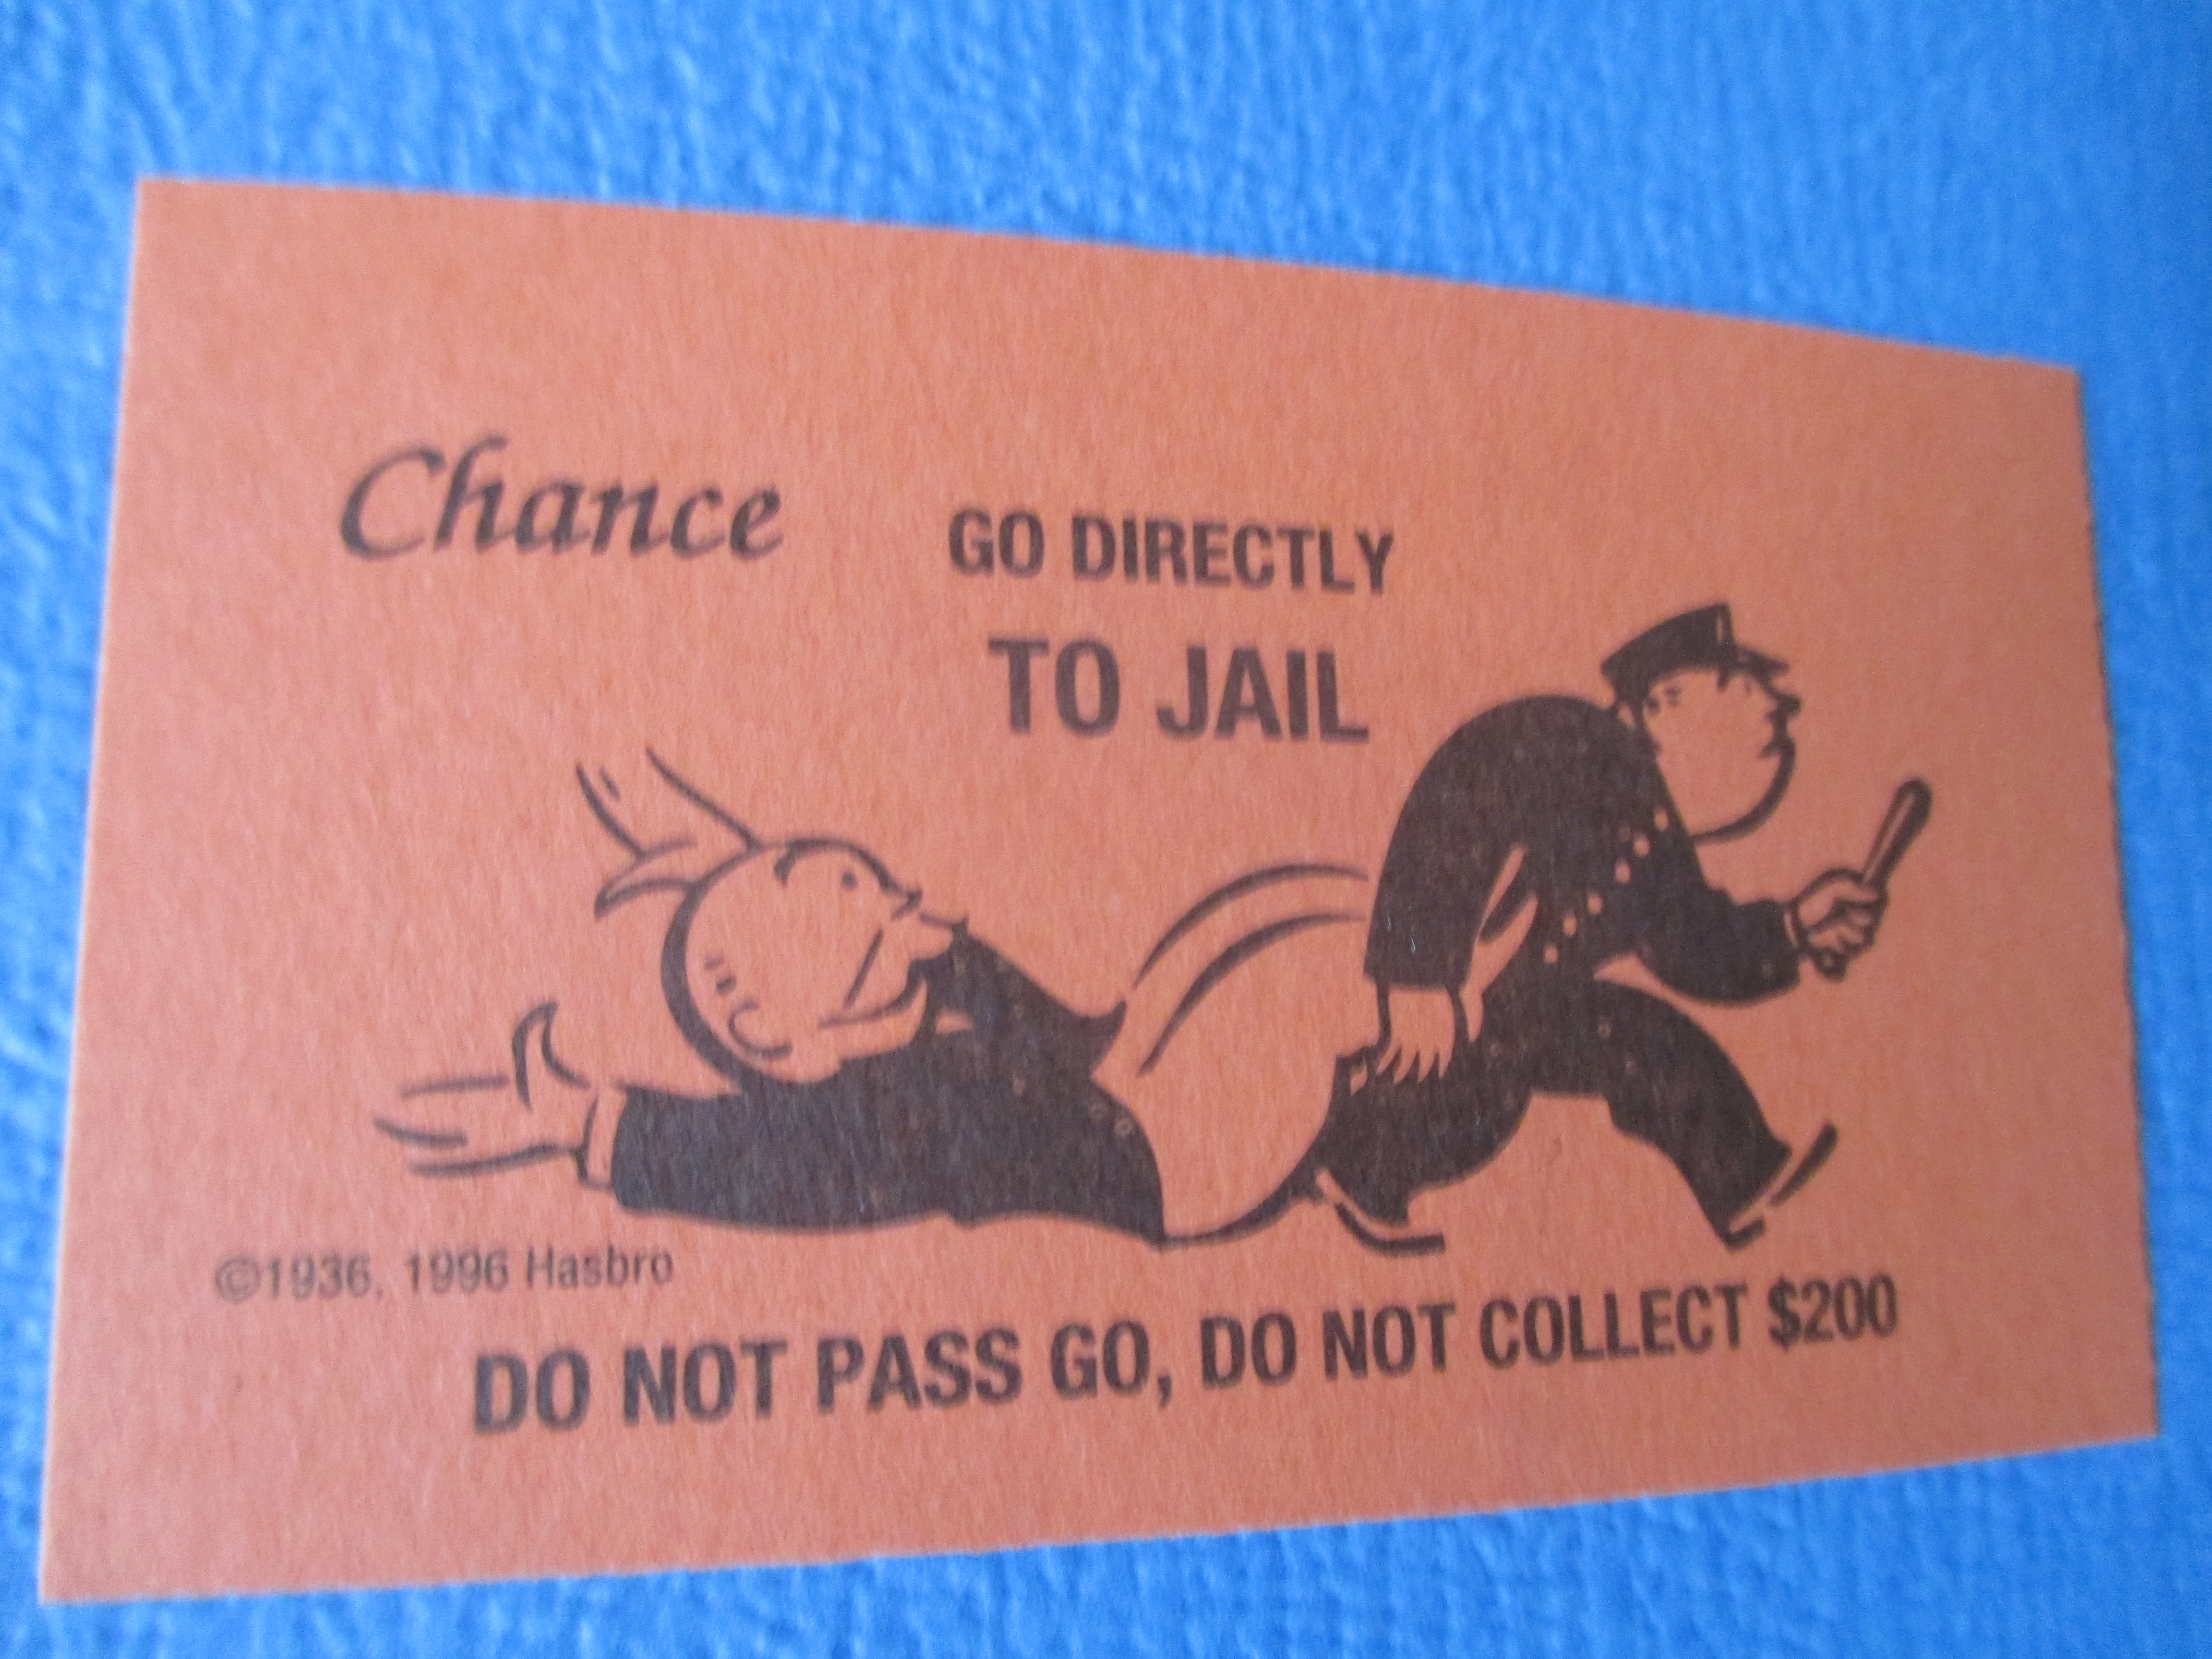 Chance
GO DIRECTLY
TO JAIL
©1936, 1996 Hasbro
DO NOT PASS GO, DO NOT COLLECT $200